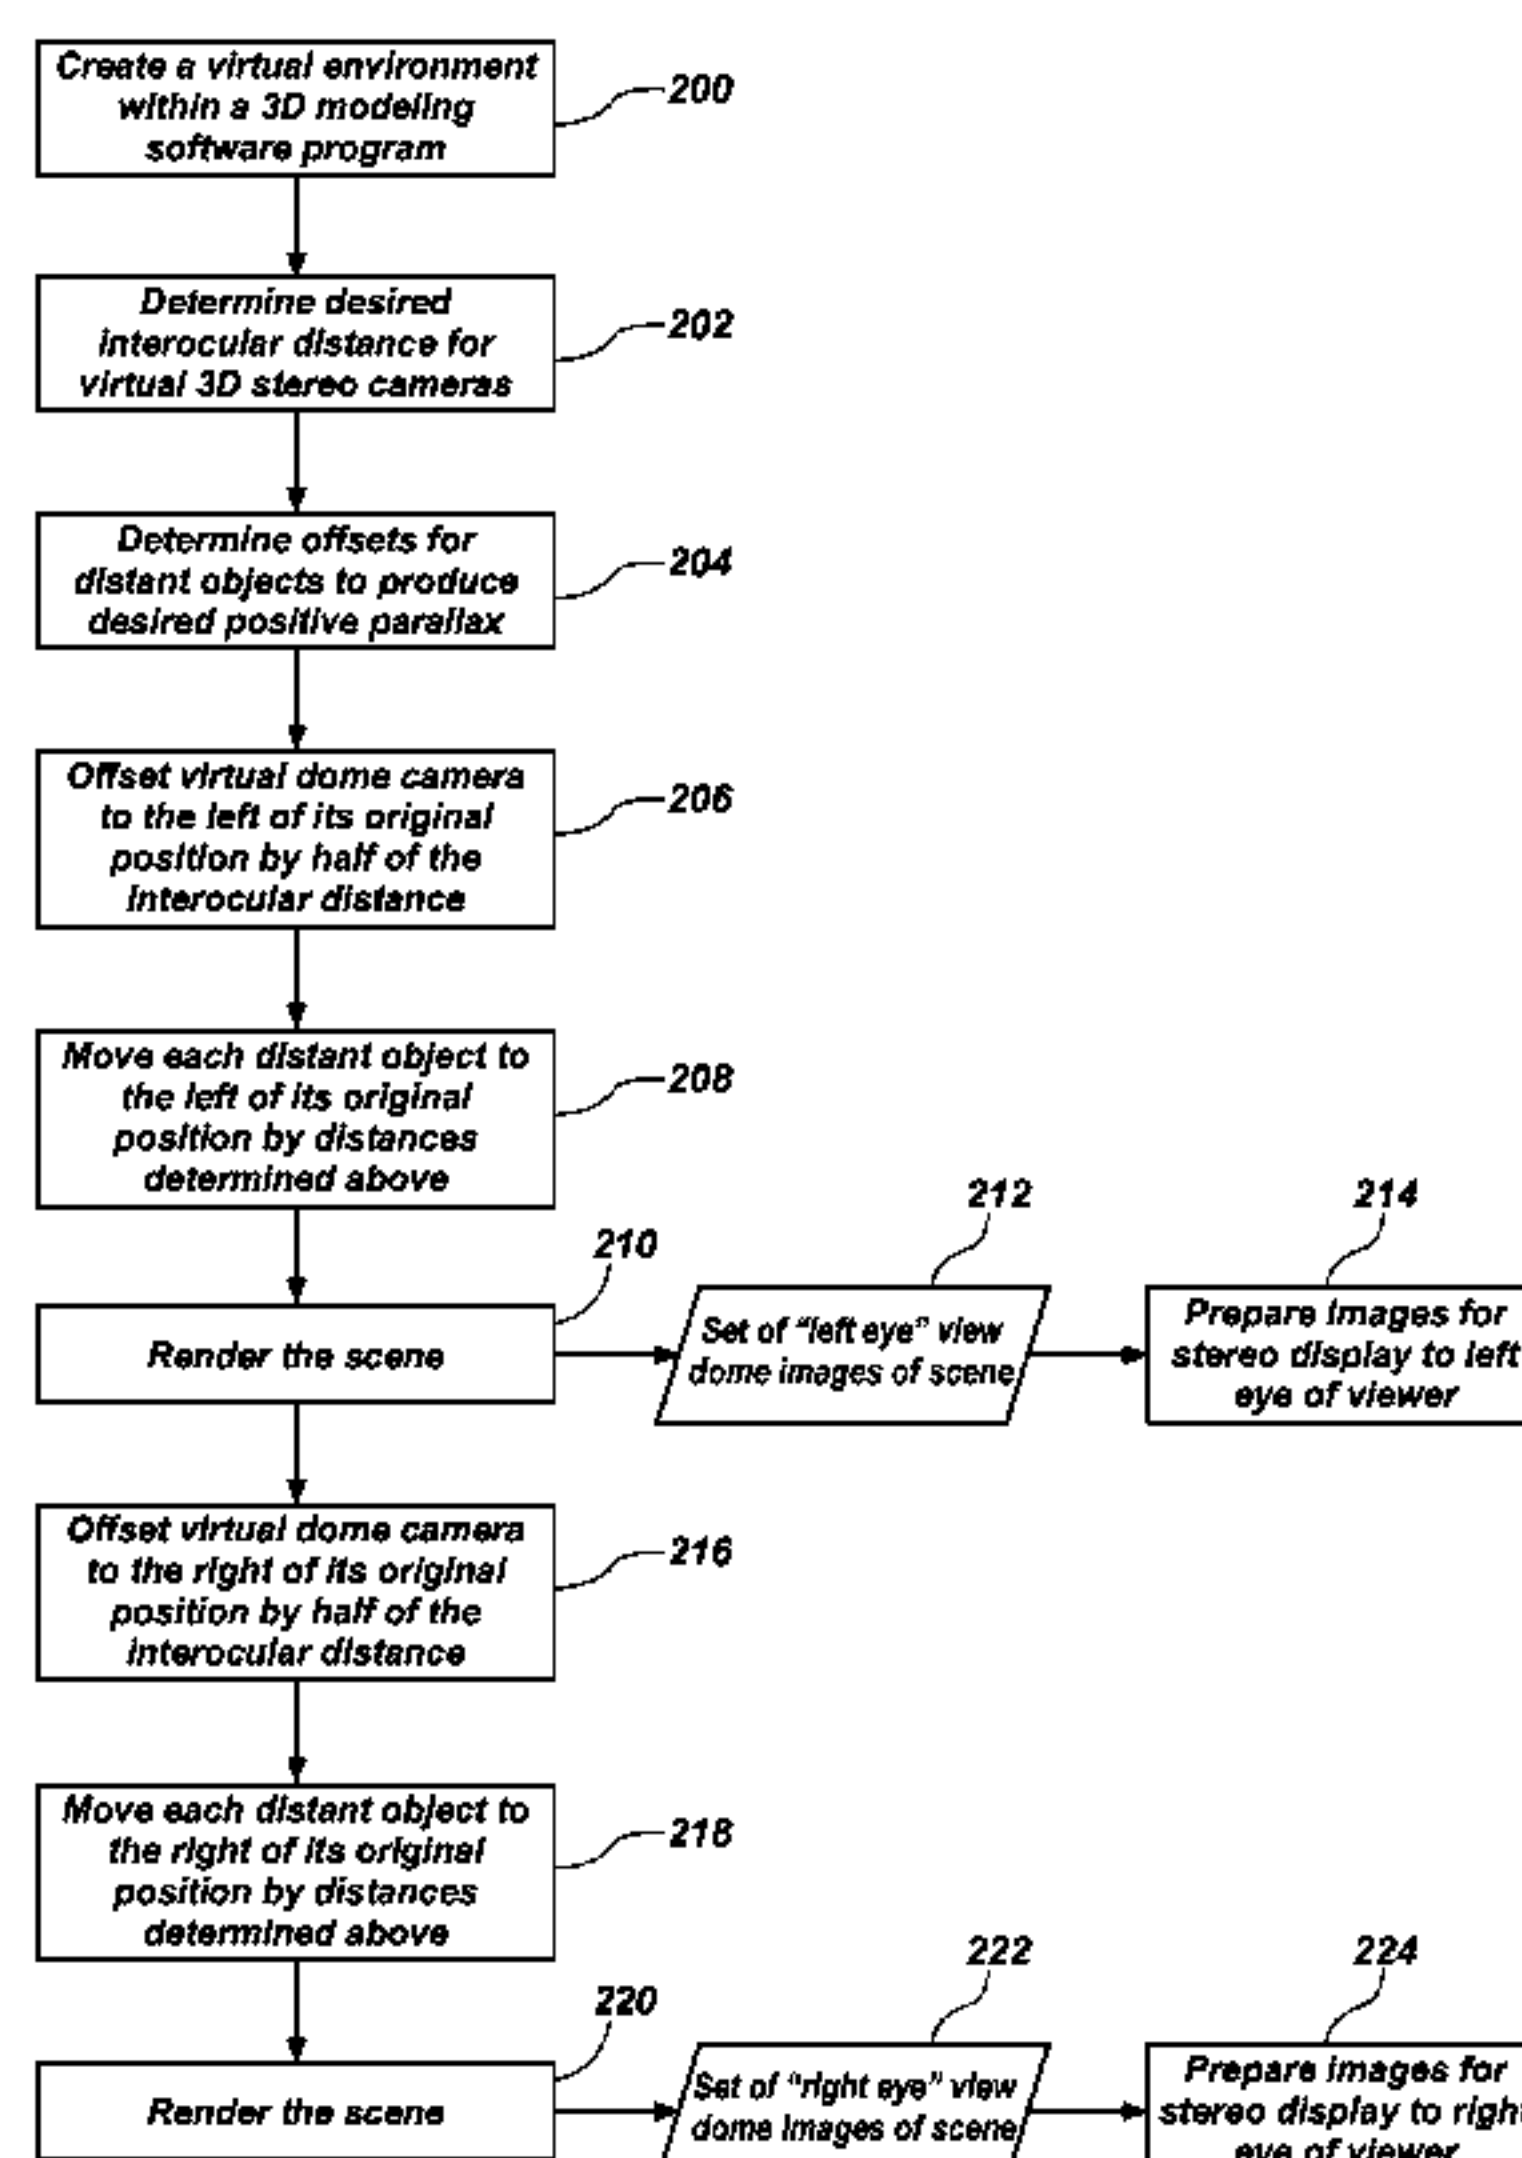 Create a virtual environment
within a 3D modeling
software program
200
Determine desired
interocular distance for
virtual 3D stereo cameras
202
Determine offsets for
distant objects to produce
desired positive parallax
204
Offset virtual dome camera
to the left of its original
position by half of the
interocular distance
206
Move each distant object to
the left of its original
position by distances
determined above
208
Render the scene
210
Set of “left eye” view
dome images of scene
212
Prepare images for
stereo display to left
eye of viewer
214
Offset virtual dome camera
to the right of its original
position by half of the
interocular distance
216
Move each distant object to
the right of its original
position by distances
determined above
218
Render the scene
220
Set of “right eye” view
dome images of scene
222
Prepare images for
stereo display to right
eye of viewer
224